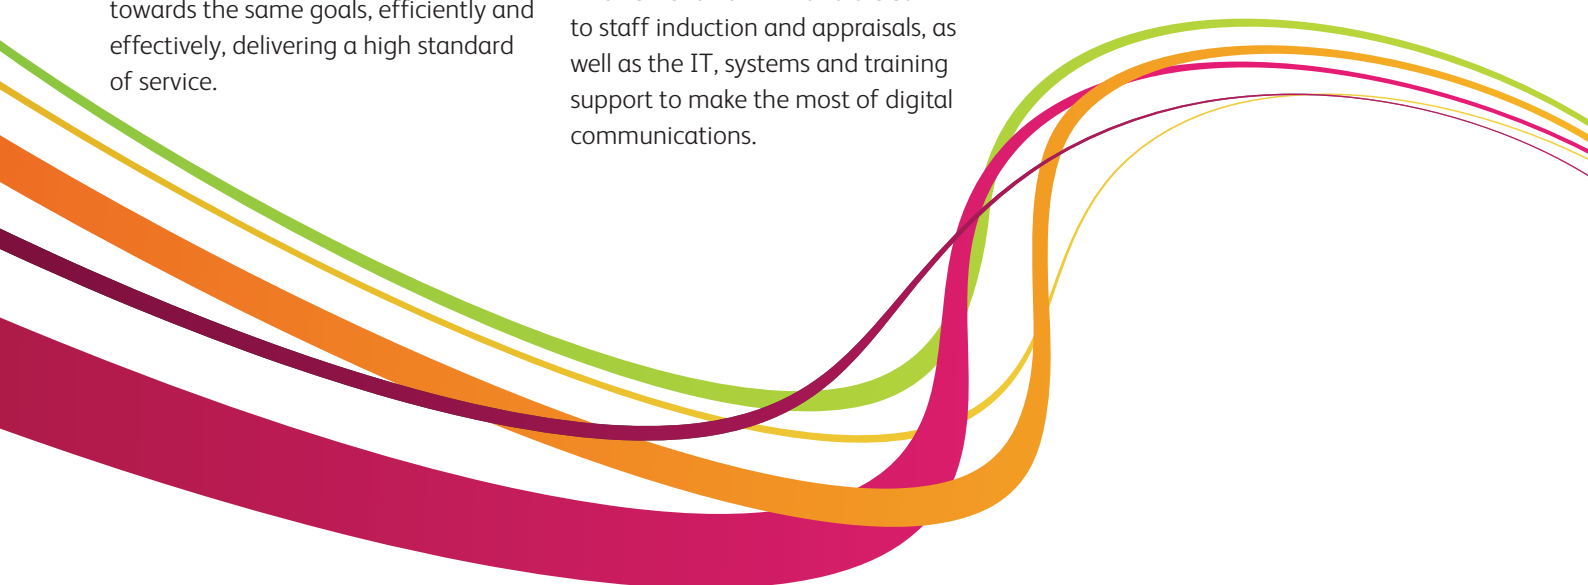 towards the same goals, efficiently and
effectively, delivering a high standard
of service.
to staff induction and appraisals, as
well as the IT, systems and training
support to make the most of digital
communications.